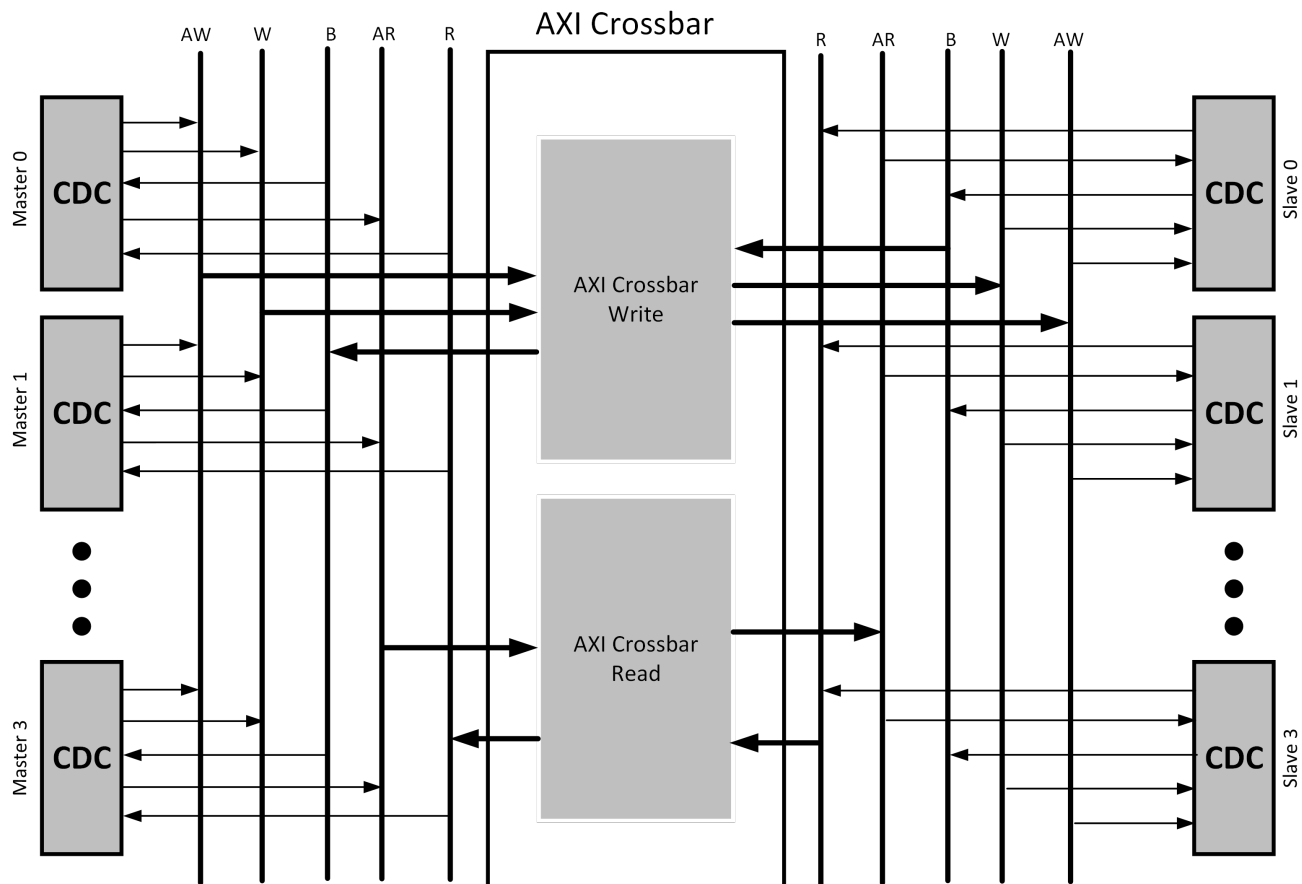 AXI Crossbar
AW
W
B
AR
R
R
AR
B
W
AW
Master 0
CDC
CDC
Slave 0
AXI Crossbar
Write
Master 1
CDC
CDC
Slave 1
AXI Crossbar
Read
Master 3
CDC
CDC
Slave 3